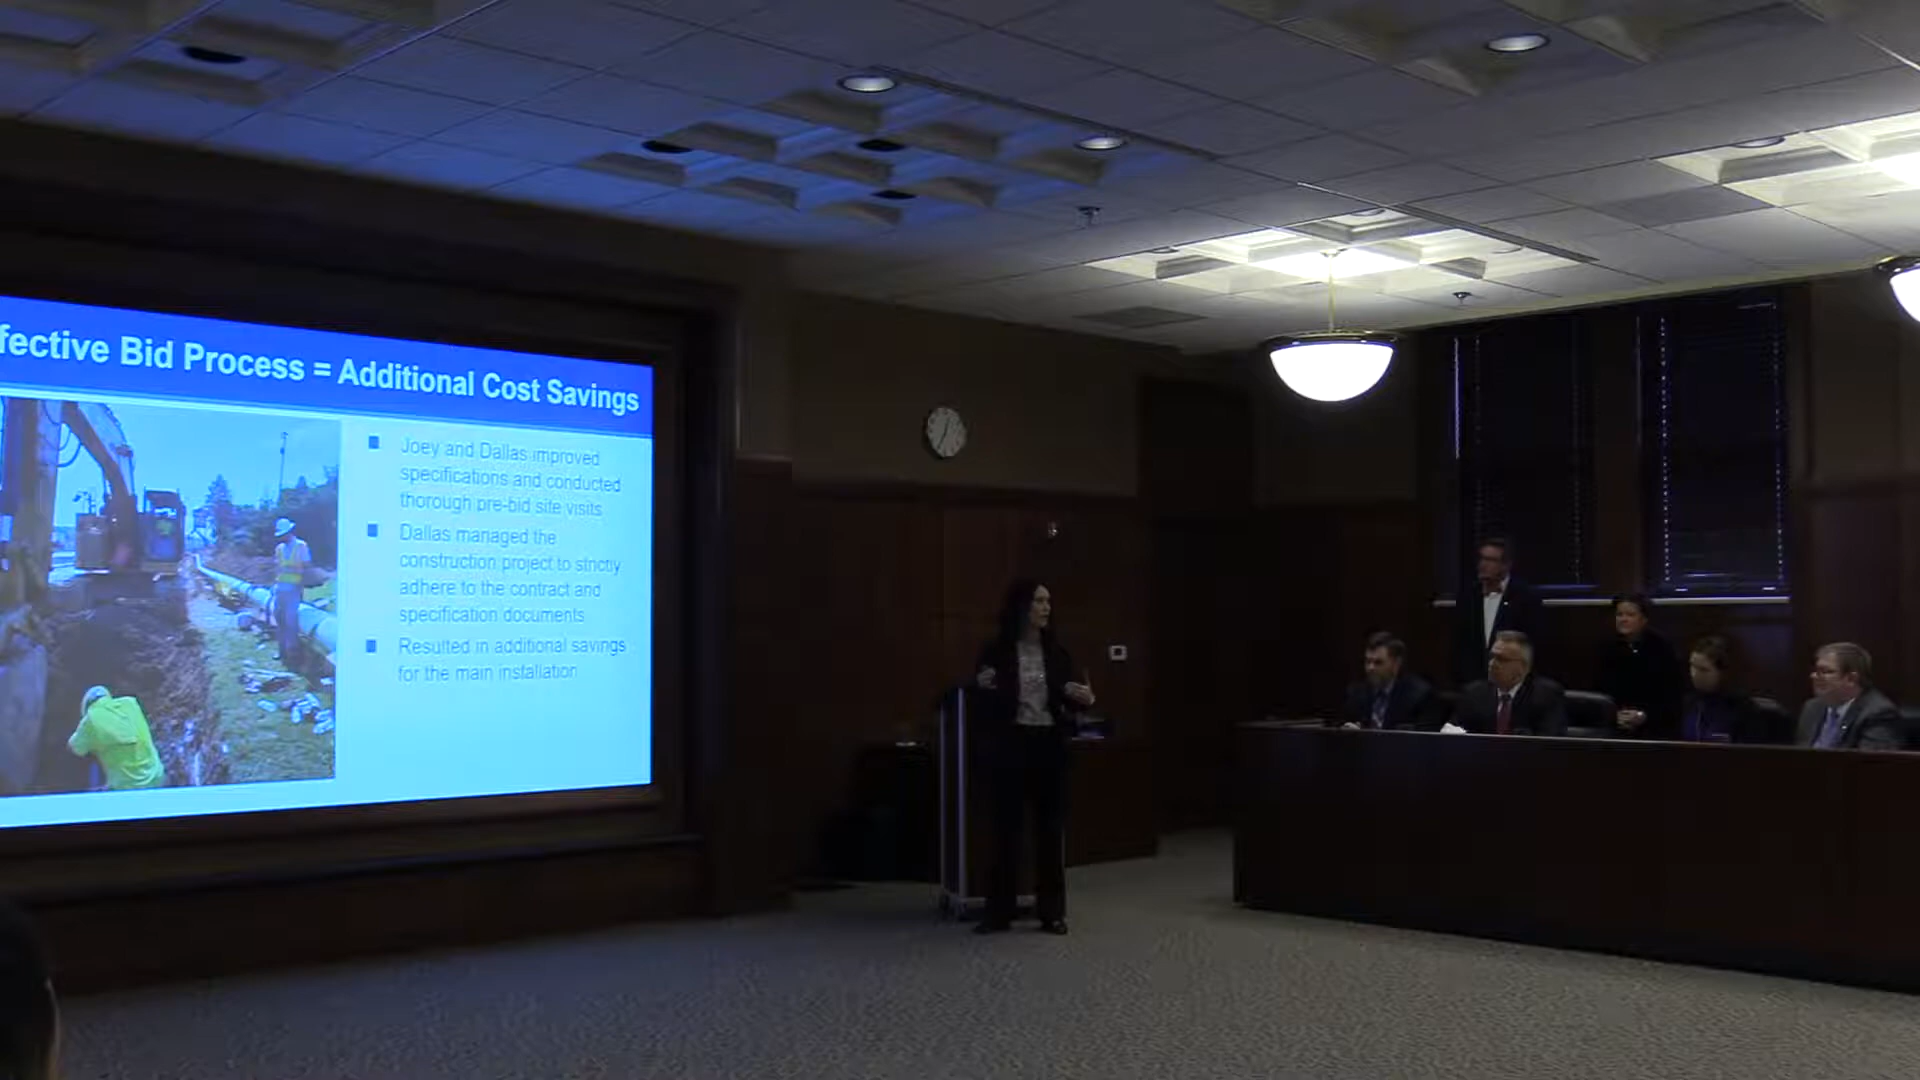 fective Bid Process = Additional Cost Savings
Joey and Dallas improved
specifications and conducted
thorough pre-bid site visits
Dallas managed the
construction project to strictly
adhere to the contract and
specification documents
Resulted in additional savings
for the main installation